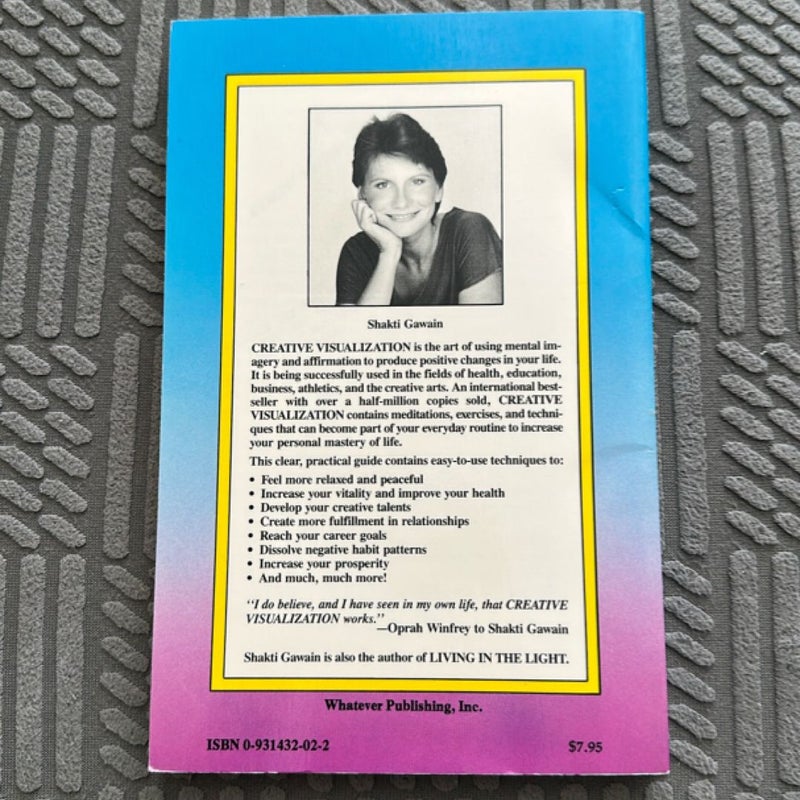 Shakti Gawain
CREATIVE VISUALIZATION is the art of using mental im-
agery and affirmation to produce positive changes in your life.
It is being successfully used in the fields of health, education,
business, athletics, and the creative arts. An international best-
seller with over a half-million copies sold, CREATIVE
VISUALIZATION contains meditations, exercises, and techni-
ques that can become part of your everyday routine to increase
your personal mastery of life.
This clear, practical guide contains easy-to-use techniques to:
• Feel more relaxed and peaceful
• Increase your vitality and improve your health
• Develop your creative talents
• Create more fulfillment in relationships
• Reach your career goals
• Dissolve negative habit patterns
• Increase your prosperity
• And much, much more!
“I do believe, and I have seen in my own life, that CREATIVE
VISUALIZATION works.”
—Oprah Winfrey to Shakti Gawain
Shakti Gawain is also the author of LIVING IN THE LIGHT.
Whatever Publishing, Inc.
ISBN 0-931432-02-2
$7.95